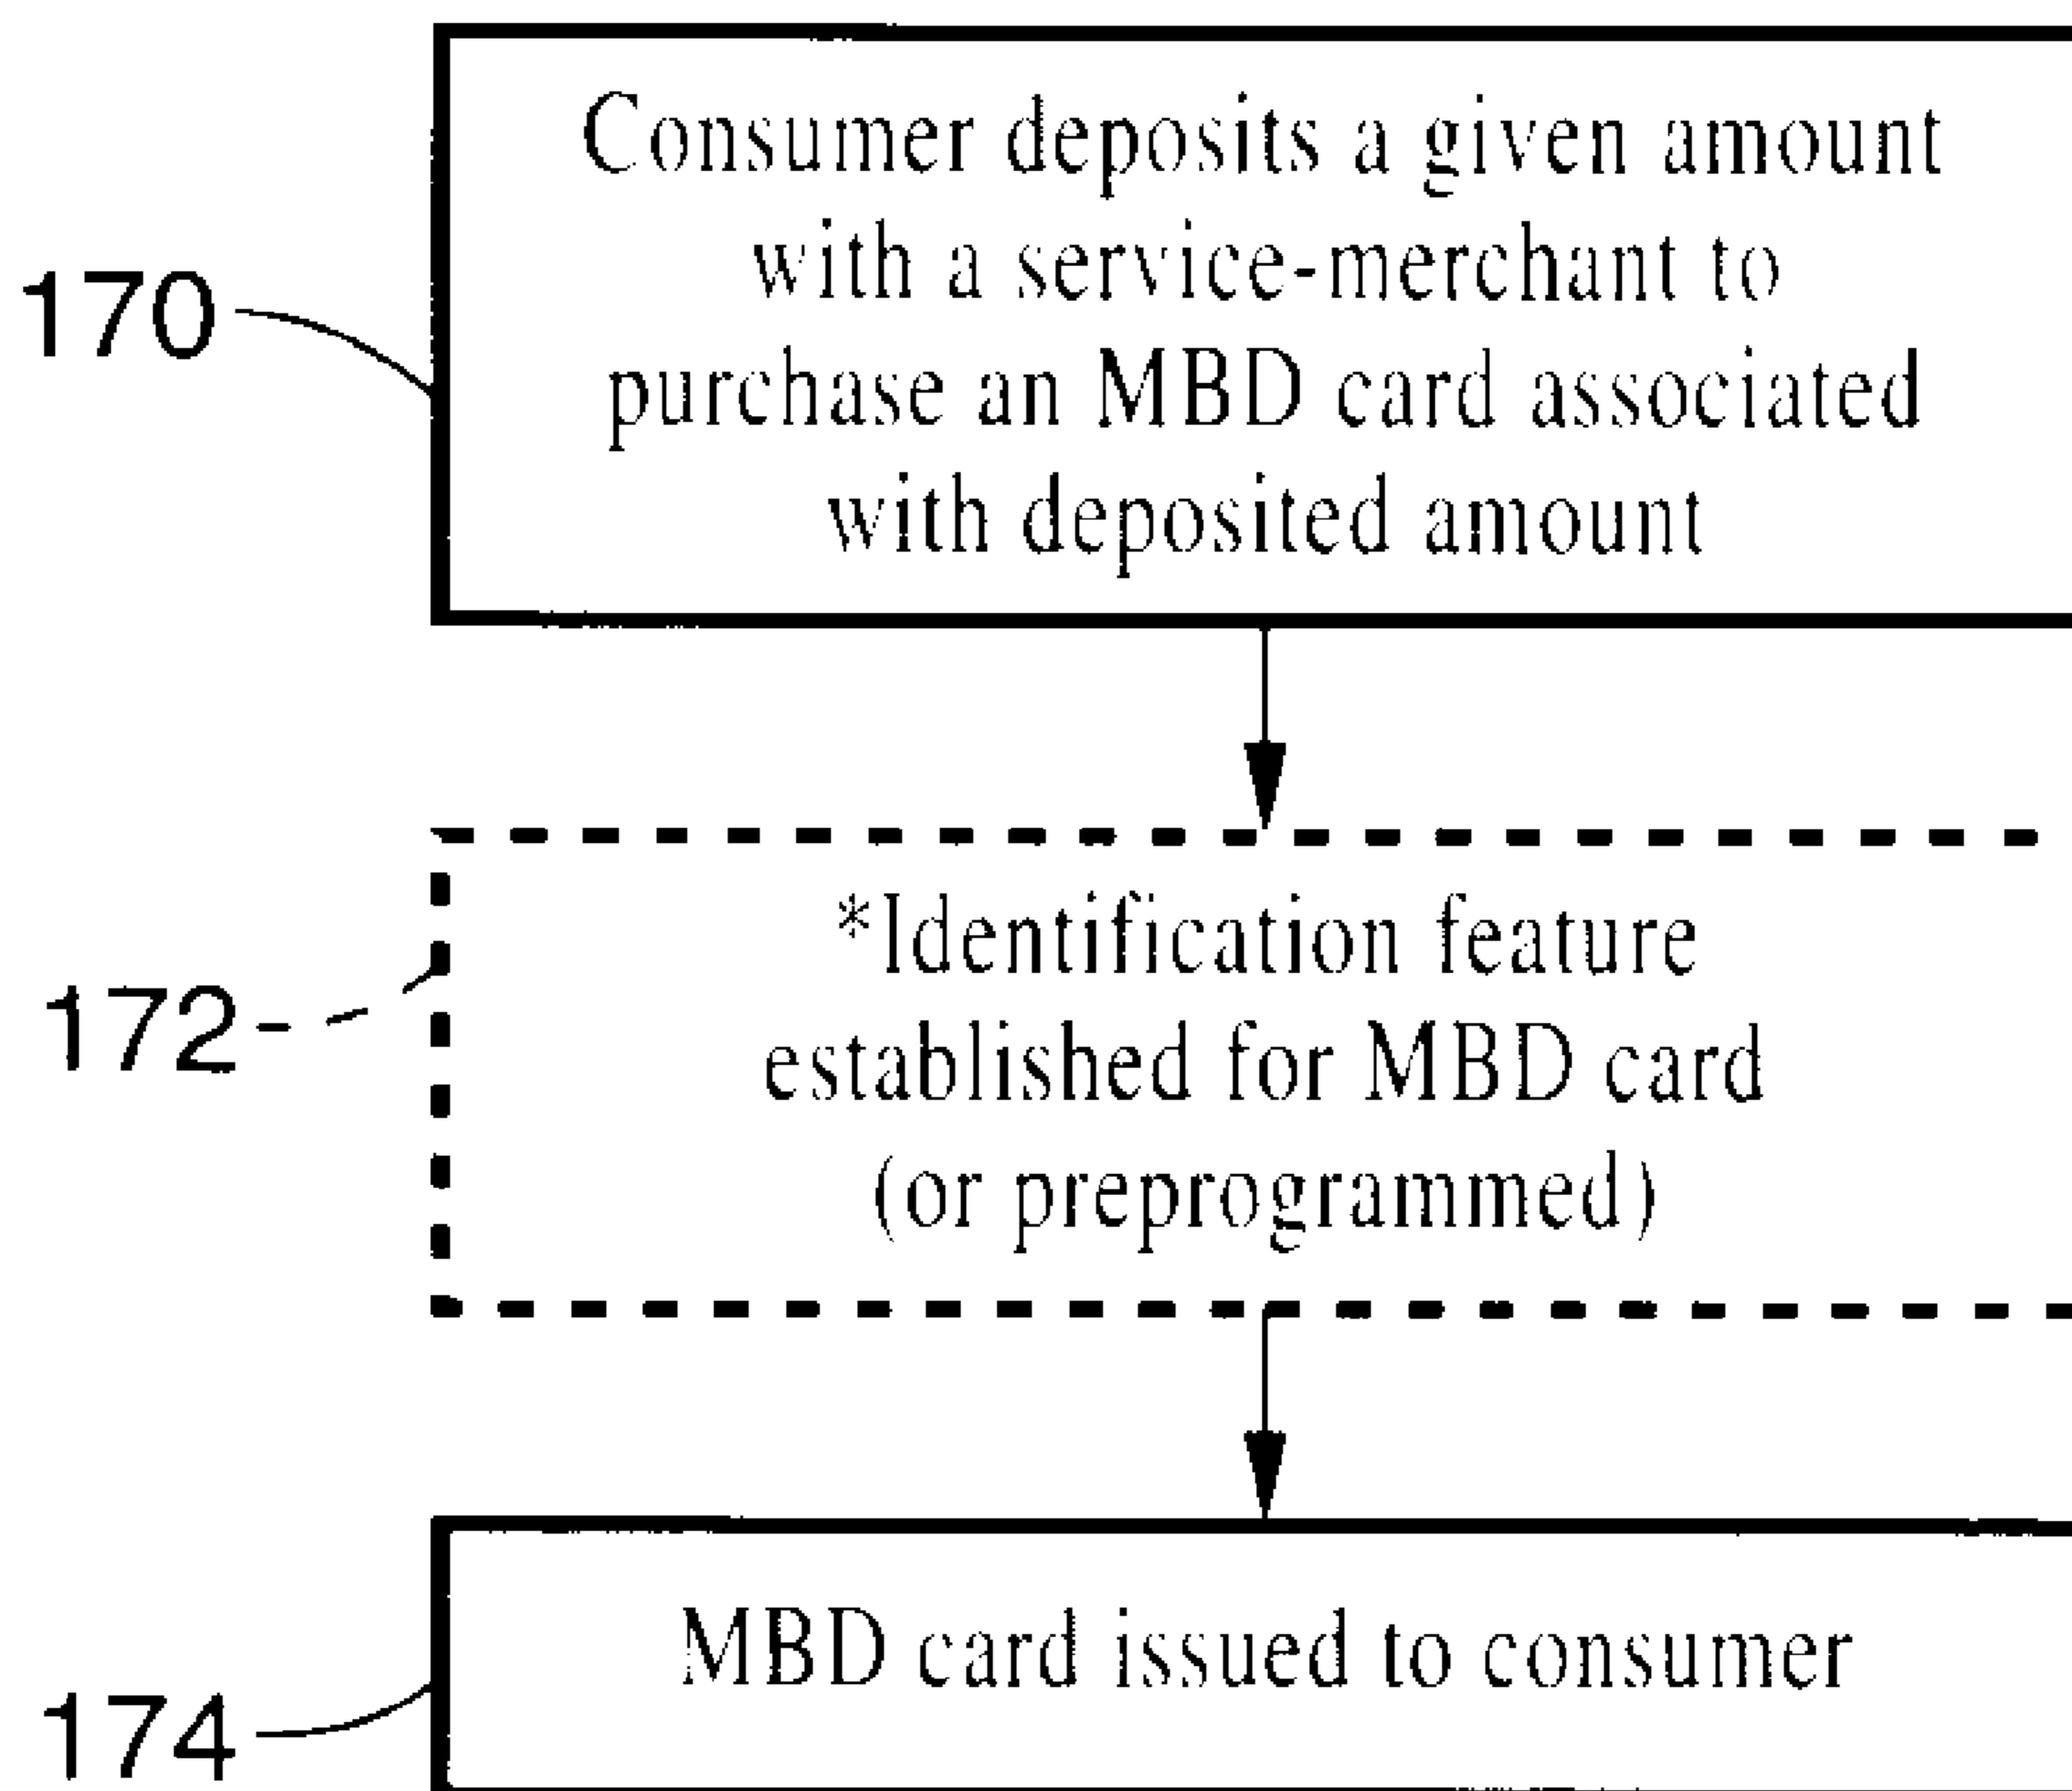 Consumer deposits a given amount
with a service-merchant to
purchase an MBD card associated
with deposited amount
170
*Identification feature
established for MBD card
(or preprogrammed)
172
MBD card issued to consumer
174